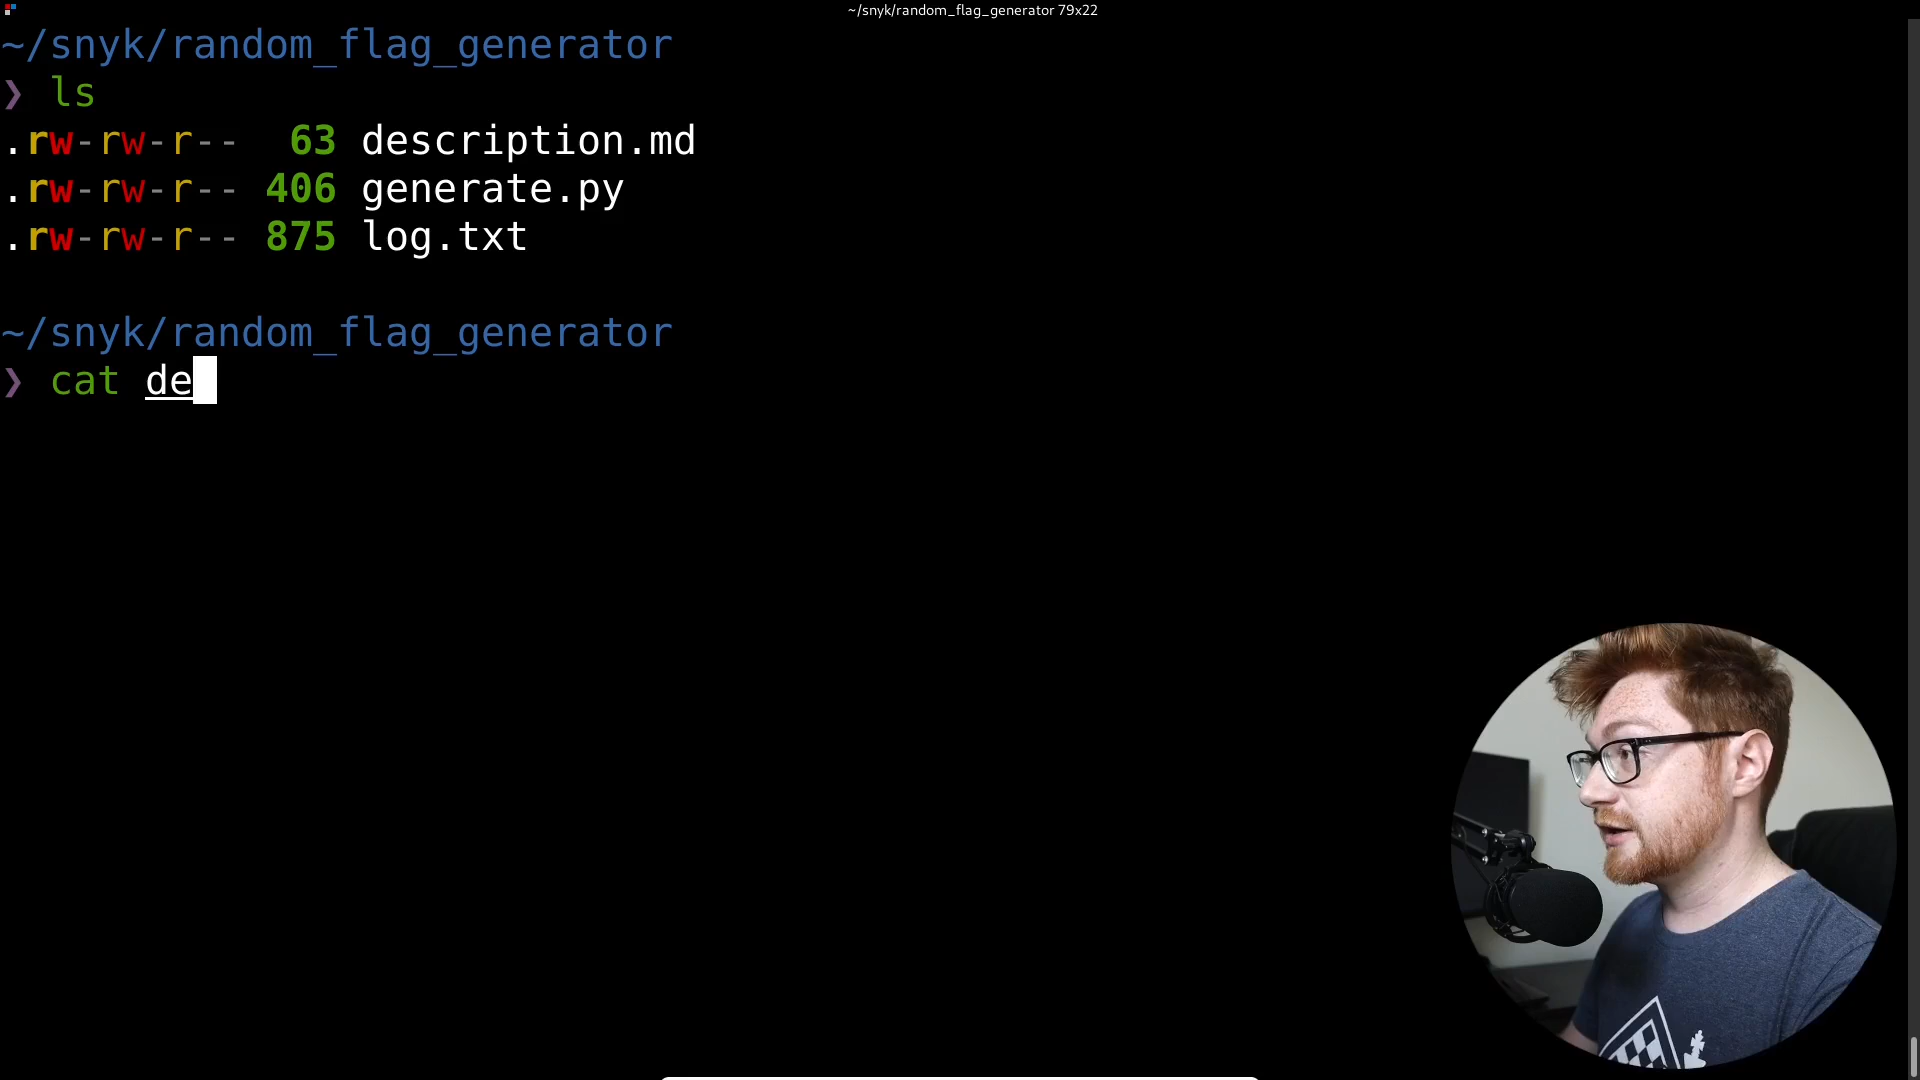 ~/snyk/random_flag_generator 79x22
~/snyk/random_flag_generator
❯ ls
.rw-rw-r-- 63 description.md
.rw-rw-r-- 406 generate.py
.rw-rw-r-- 875 log.txt
~/snyk/random_flag_generator
❯ cat de